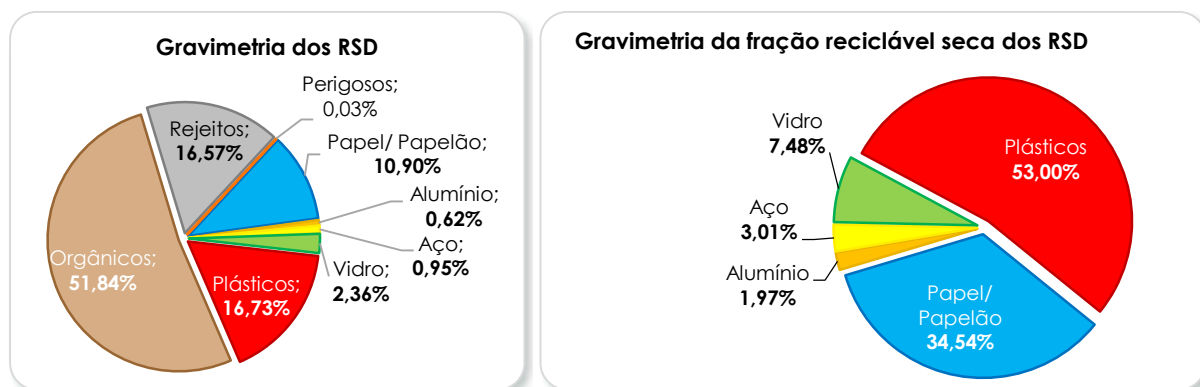 Gravimetria dos RSD
Perigosos;
0,03%
Rejeitos;
16,57%
Papel/ Papelão;
10,90%
Alumínio;
0,62%
Aço;
0,95%
Vidro;
2,36%
Plásticos;
16,73%
Orgânicos;
51,84%
Gravimetria da fração reciclável seca dos RSD
Vidro
7,48%
Plásticos
53,00%
Aço
3,01%
Alumínio
1,97%
Papel/
Papelão
34,54%